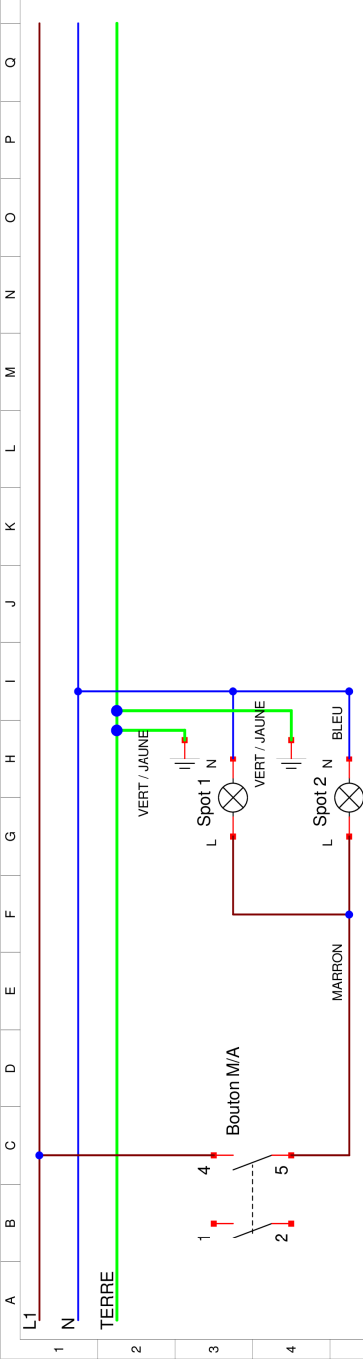 A B C D E F G H I J K L M N O P Q
1
L1
N
2
TERRE
VERT / JAUNE
3
1 4
Bouton M/A
L Spot 1 N
VERT / JAUNE
4
2 5
MARRON
L Spot 2 N
BLEU